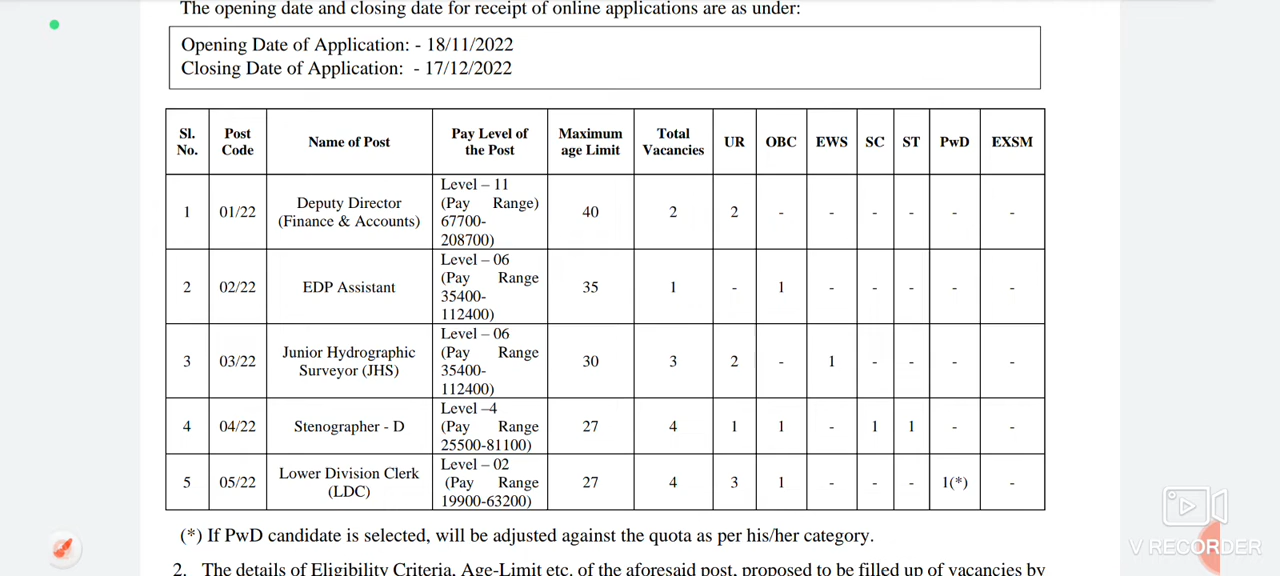 The opening date and closing date for receipt of online applications are as under:
Opening Date of Application: - 18/11/2022
Closing Date of Application: - 17/12/2022
Sl. No. Post Code Name of Post Pay Level of the Post Maximum age Limit Total Vacancies UR OBC EWS SC ST PwD EXSM
1 01/22 Deputy Director (Finance & Accounts) Level – 11 (Pay Range) 67700-208700) 40 2 2 - - - - - -
2 02/22 EDP Assistant Level – 06 (Pay Range 35400-112400) 35 1 - 1 - - - - -
3 03/22 Junior Hydrographic Surveyor (JHS) Level – 06 (Pay Range 35400-112400) 30 3 2 - 1 - - - -
4 04/22 Stenographer - D Level –4 (Pay Range 25500-81100) 27 4 1 1 - 1 1 - -
5 05/22 Lower Division Clerk (LDC) Level – 02 (Pay Range 19900-63200) 27 4 3 1 - - - 1(*) -
(*) If PwD candidate is selected, will be adjusted against the quota as per his/her category.
2. The details of Eligibility Criteria, Age-Limit etc. of the aforesaid post, proposed to be filled up of vacancies by
V RECORDER